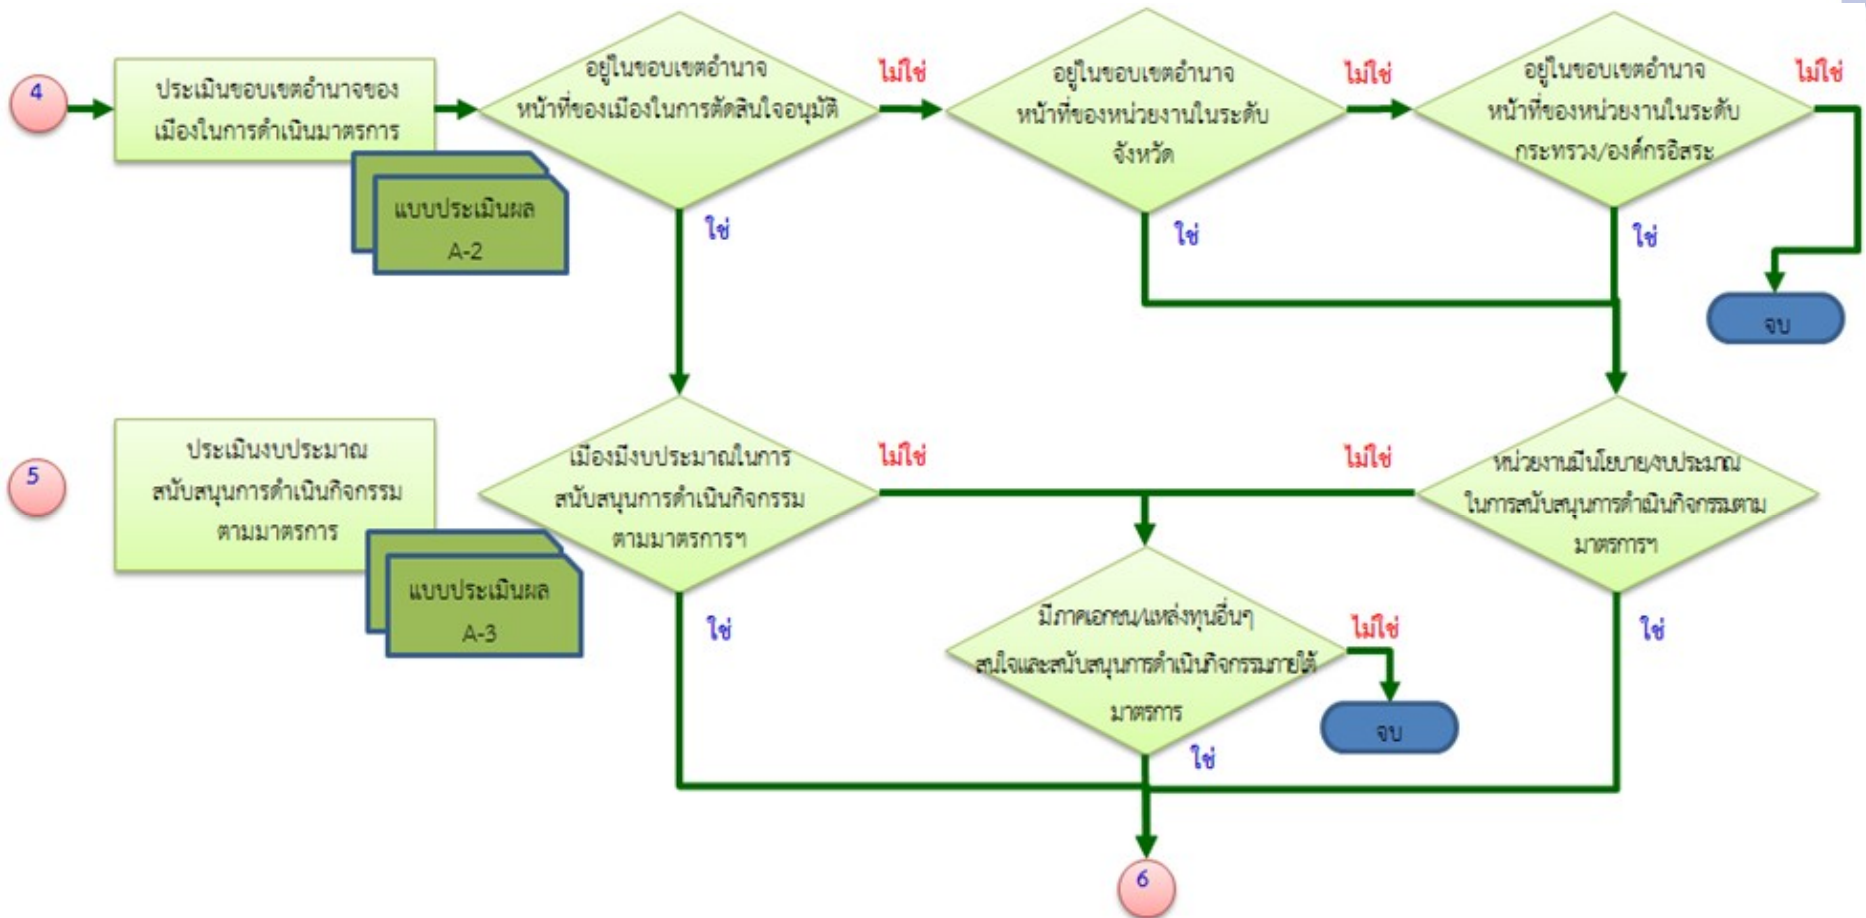 4
ประเมินขอบเขตอำนาจของ
เมืองในการดำเนินมาตรการ
แบบประเมินผล
A-2
อยู่ในขอบเขตอำนาจ
หน้าที่ของเมืองในการตัดสินใจอนุมัติ
ไม่ใช่
ใช่
อยู่ในขอบเขตอำนาจ
หน้าที่ของหน่วยงานในระดับ
จังหวัด
ไม่ใช่
ใช่
อยู่ในขอบเขตอำนาจ
หน้าที่ของหน่วยงานในระดับ
กระทรวง/องค์กรอิสระ
ไม่ใช่
ใช่
จบ
5
ประเมินงบประมาณ
สนับสนุนการดำเนินกิจกรรม
ตามมาตรการ
แบบประเมินผล
A-3
เมืองมีงบประมาณในการ
สนับสนุนการดำเนินกิจกรรม
ตามมาตรการฯ
ไม่ใช่
ใช่
ไม่ใช่
หน่วยงานมีนโยบาย/งบประมาณ
ในการสนับสนุนการดำเนินกิจกรรมตาม
มาตรการฯ
ใช่
มีภาคเอกชน/แหล่งทุนอื่นๆ
สนใจและสนับสนุนการดำเนินกิจกรรมภายใต้
มาตรการ
ไม่ใช่
ใช่
จบ
6